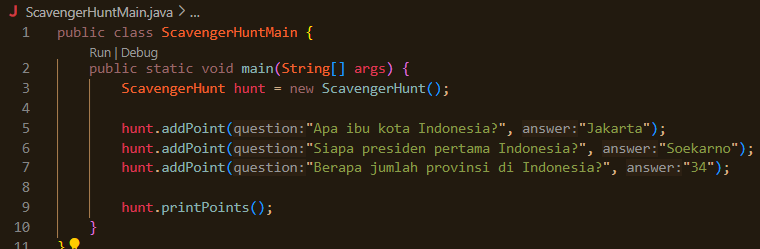 J ScavengerHuntMain.java > ...
1 public class ScavengerHuntMain {
Run | Debug
2 public static void main(String[] args) {
3 ScavengerHunt hunt = new ScavengerHunt();
4
5 hunt.addPoint(question:"Apa ibu kota Indonesia?", answer:"Jakarta");
6 hunt.addPoint(question:"Siapa presiden pertama Indonesia?", answer:"Soekarno");
7 hunt.addPoint(question:"Berapa jumlah provinsi di Indonesia?", answer:"34");
8
9 hunt.printPoints();
10 }
11 }